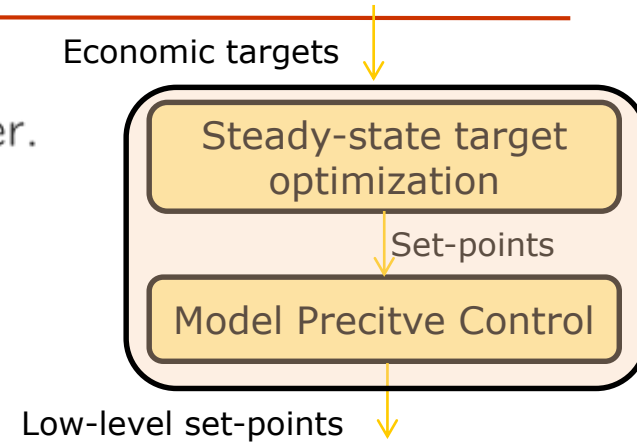 Economic targets
er.
Steady-state target
optimization
Set-points
Model Precitve Control
Low-level set-points